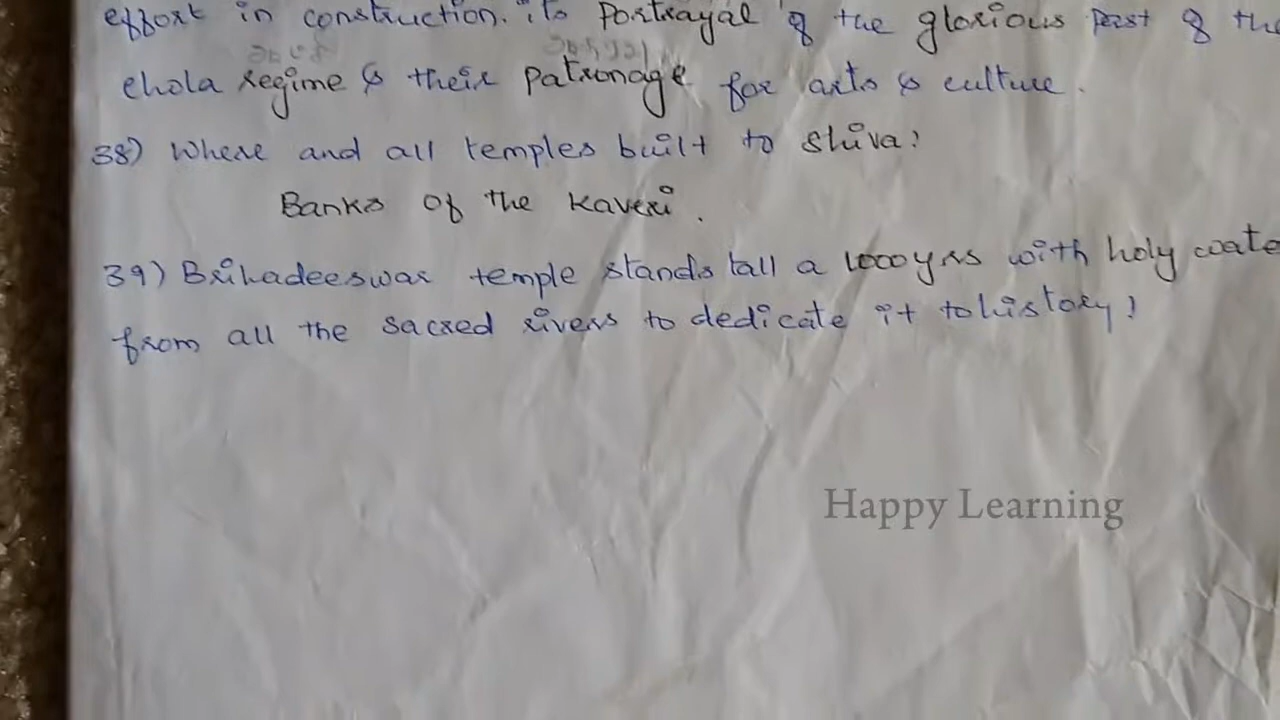 effort in construction. its Portrayal of the glorious past of the
chola regime & their Patronage for arts & culture.
38) Where and all temples built to Shiva?
Banks of the Kaveri.
39) Brihadeeswar temple stands tall a 1000yrs with holy wate
from all the sacred rivers to dedicate it to history!
Happy Learning